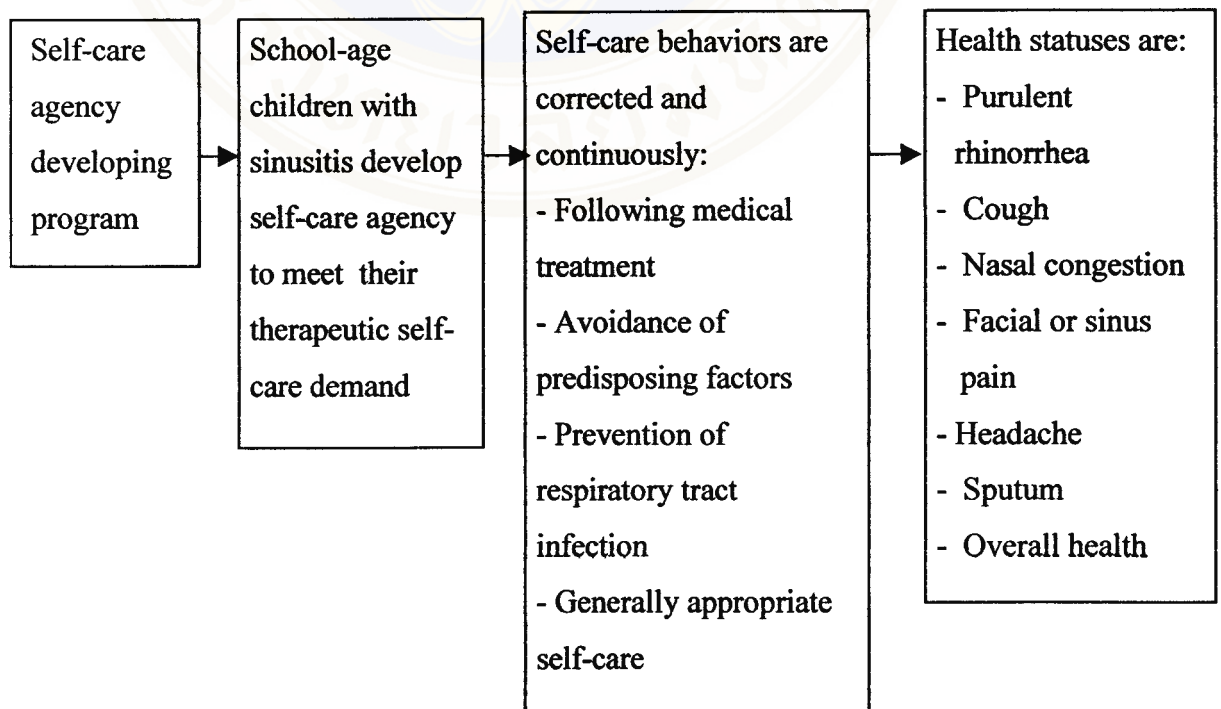 Self-care
agency
developing
program
School-age
children with
sinusitis develop
self-care agency
to meet their
therapeutic self-
care demand
Self-care behaviors are
corrected and
continuously:
- Following medical
treatment
- Avoidance of
predisposing factors
- Prevention of
respiratory tract
infection
- Generally appropriate
self-care
Health statuses are:
- Purulent
rhinorrhea
- Cough
- Nasal congestion
- Facial or sinus
pain
- Headache
- Sputum
- Overall health